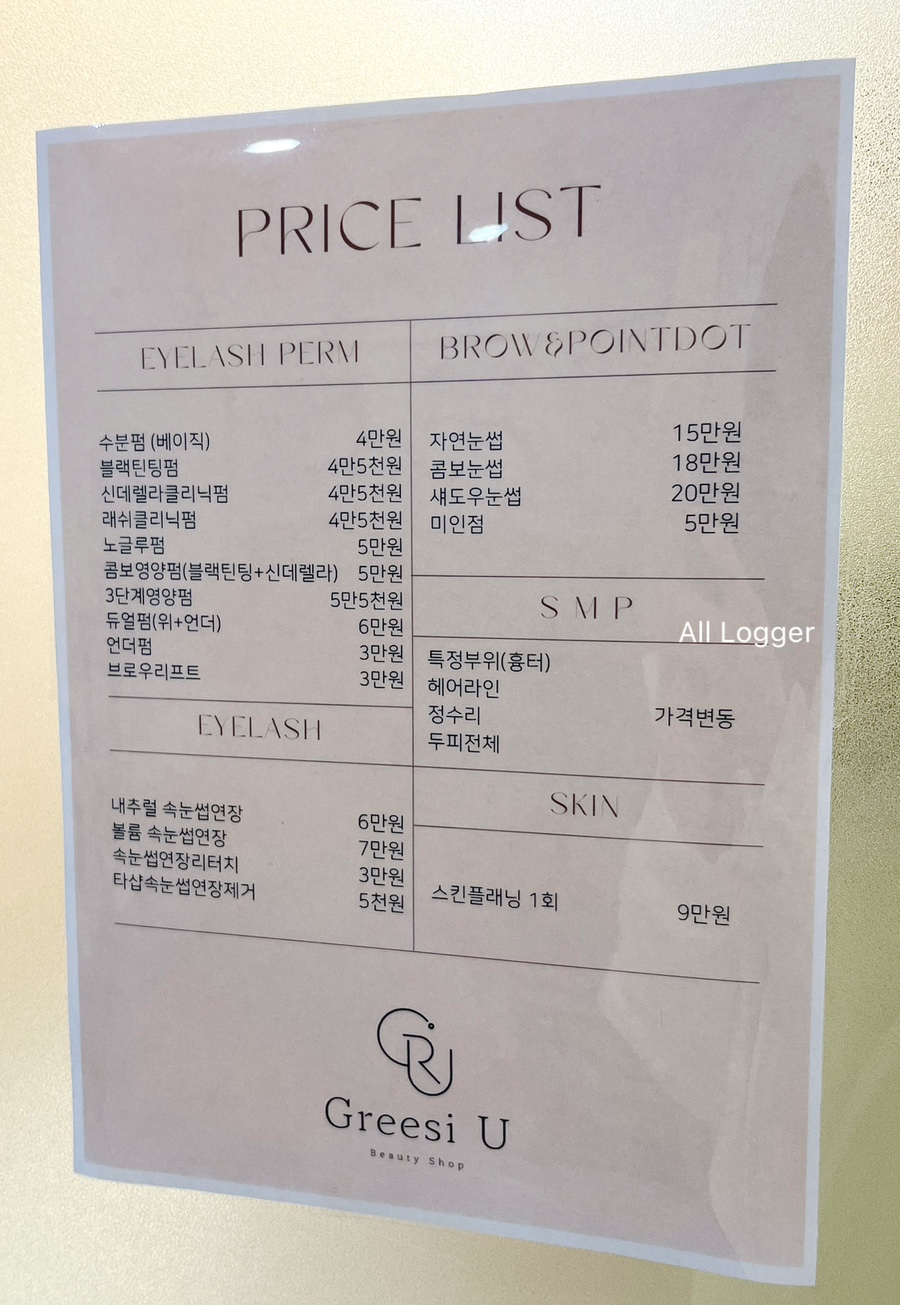 PRICE LIST
EYELASH PERM
수분펌 (베이직) 4만원
블랙틴팅펌 4만5천원
신데렐라클리닉펌 4만5천원
래쉬클리닉펌 4만5천원
노글루펌 5만원
콤보영양펌(블랙틴팅+신데렐라) 5만원
3단계영양펌 5만5천원
듀얼펌(위+언더) 6만원
언더펌 3만원
브로우리프트 3만원
EYELASH
내추럴 속눈썹연장 6만원
볼륨 속눈썹연장 7만원
속눈썹연장리터치 3만원
타샵속눈썹연장제거 5천원
BROW&POINTDOT
자연눈썹 15만원
콤보눈썹 18만원
섀도우눈썹 20만원
미인점 5만원
S M P
All Logger
특정부위(흉터)
헤어라인
정수리 가격변동
두피전체
SKIN
스킨플래닝 1회 9만원
GRU
Greesi U
Beauty Shop